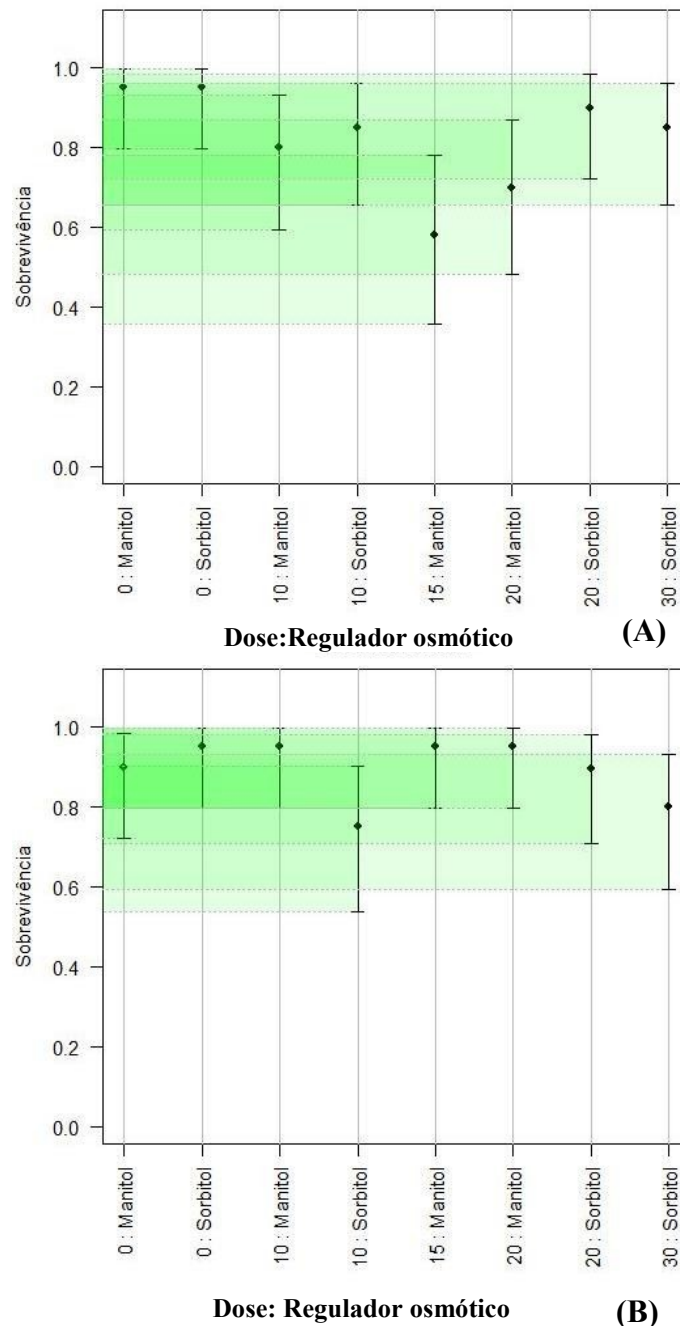 1.0
0.8
0.6
0.4
0.2
0.0
Sobrevivência
0 : Manitol
0 : Sorbitol
10 : Manitol
10 : Sorbitol
15 : Manitol
20 : Manitol
20 : Sorbitol
30 : Sorbitol
Dose:Regulador osmótico
(A)
1.0
0.8
0.6
0.4
0.2
0.0
Sobrevivência
0 : Manitol
0 : Sorbitol
10 : Manitol
10 : Sorbitol
15 : Manitol
20 : Manitol
20 : Sorbitol
30 : Sorbitol
Dose: Regulador osmótico
(B)